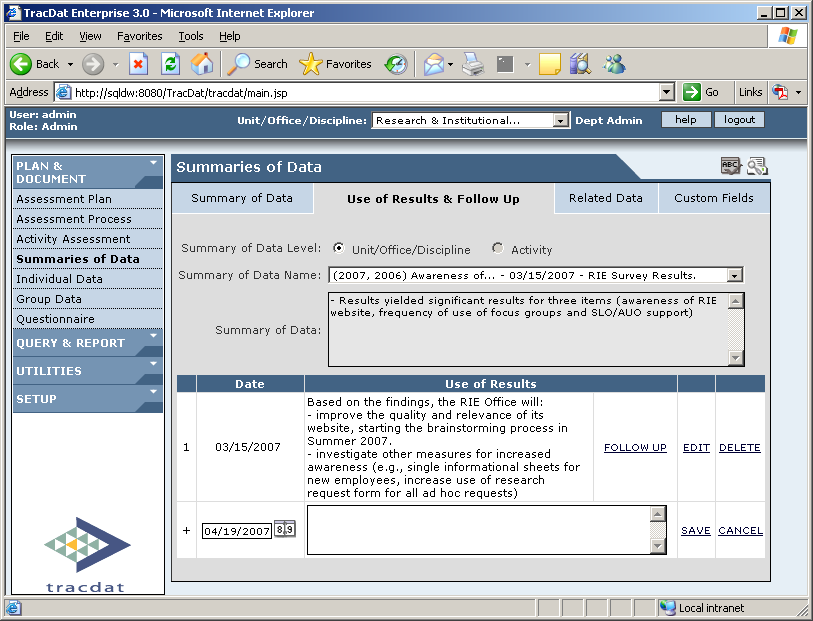 TracDat Enterprise 3.0 - Microsoft Internet Explorer
File Edit View Favorites Tools Help
Back Search Favorites
Address http://sqldw:8080/TracDat/tracdat/main.jsp Go Links
User: admin
Role: Admin
Unit/Office/Discipline: Research & Institutional... Dept Admin help logout
PLAN &
DOCUMENT
Assessment Plan
Assessment Process
Activity Assessment
Summaries of Data
Individual Data
Group Data
Questionnaire
QUERY & REPORT
UTILITIES
SETUP
tracdat
Summaries of Data
ABC
Summary of Data Use of Results & Follow Up Related Data Custom Fields
Summary of Data Level: Unit/Office/Discipline Activity
Summary of Data Name: (2007, 2006) Awareness of... - 03/15/2007 - RIE Survey Results.
Summary of Data:
- Results yielded significant results for three items (awareness of RIE
website, frequency of use of focus groups and SLO/AUO support)
Date Use of Results
1 03/15/2007
Based on the findings, the RIE Office will:
- improve the quality and relevance of its
website, starting the brainstorming process in
Summer 2007.
- investigate other measures for increased
awareness (e.g., single informational sheets for
new employees, increase use of research
request form for all ad hoc requests)
FOLLOW UP EDIT DELETE
+ 04/19/2007 8 9 SAVE CANCEL
Local intranet